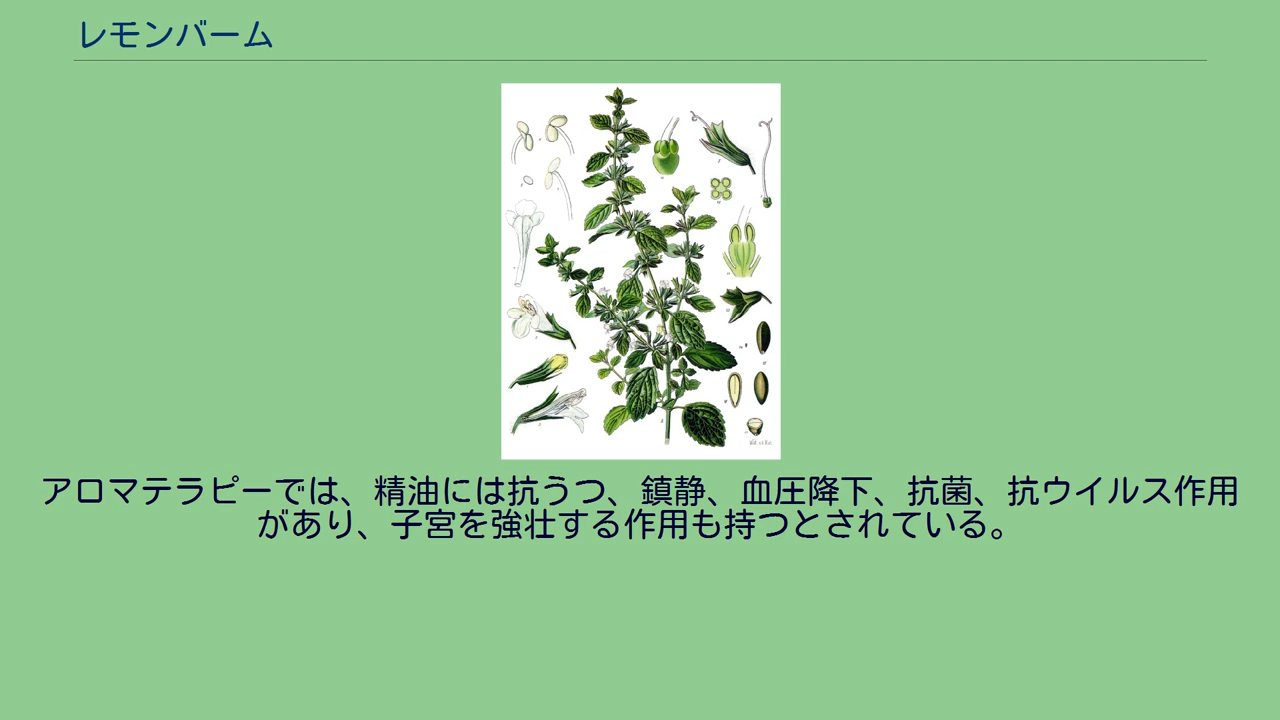 レモンバーム
アロマテラピーでは、精油には抗うつ、鎮静、血圧降下、抗菌、抗ウイルス作用
があり、子宮を強壮する作用も持つとされている。